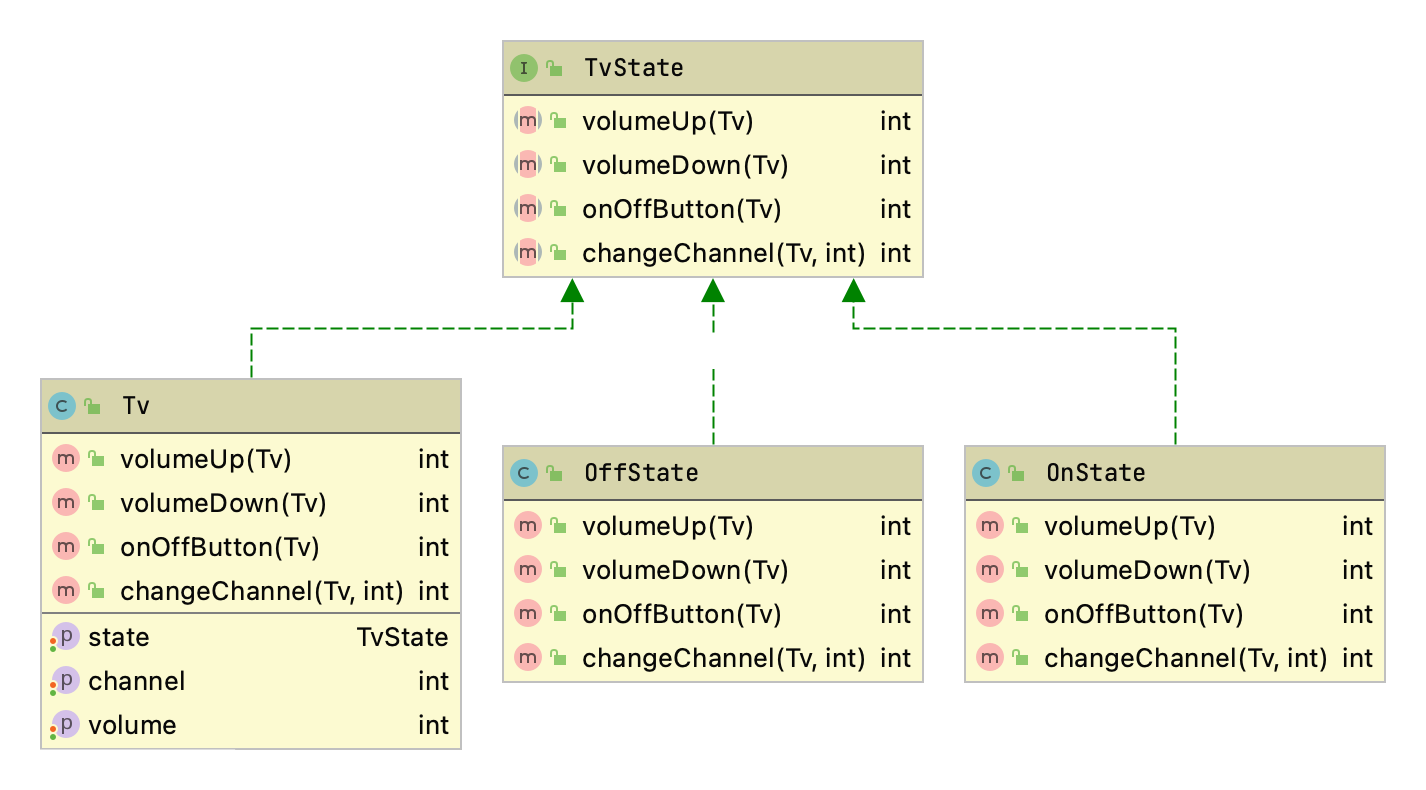 I TvState
m volumeUp(Tv) int
m volumeDown(Tv) int
m onOffButton(Tv) int
m changeChannel(Tv, int) int
C Tv
m volumeUp(Tv) int
m volumeDown(Tv) int
m onOffButton(Tv) int
m changeChannel(Tv, int) int
p state TvState
p channel int
p volume int
C OffState
m volumeUp(Tv) int
m volumeDown(Tv) int
m onOffButton(Tv) int
m changeChannel(Tv, int) int
C OnState
m volumeUp(Tv) int
m volumeDown(Tv) int
m onOffButton(Tv) int
m changeChannel(Tv, int) int